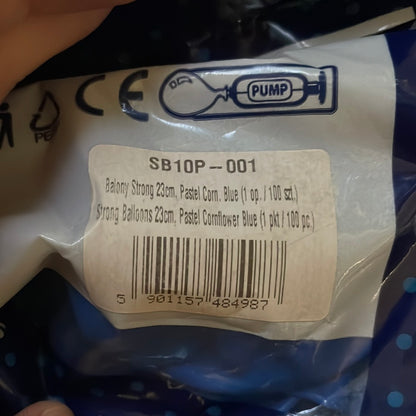 CE
PUMP
SB10P-001
Balony Strong 23cm, Pastel Corn. Blue (1 op. / 100 szt.)
Strong Balloons 23cm, Pastel Cornflower Blue (1 pkt / 100 pc.)
5 901157 484987